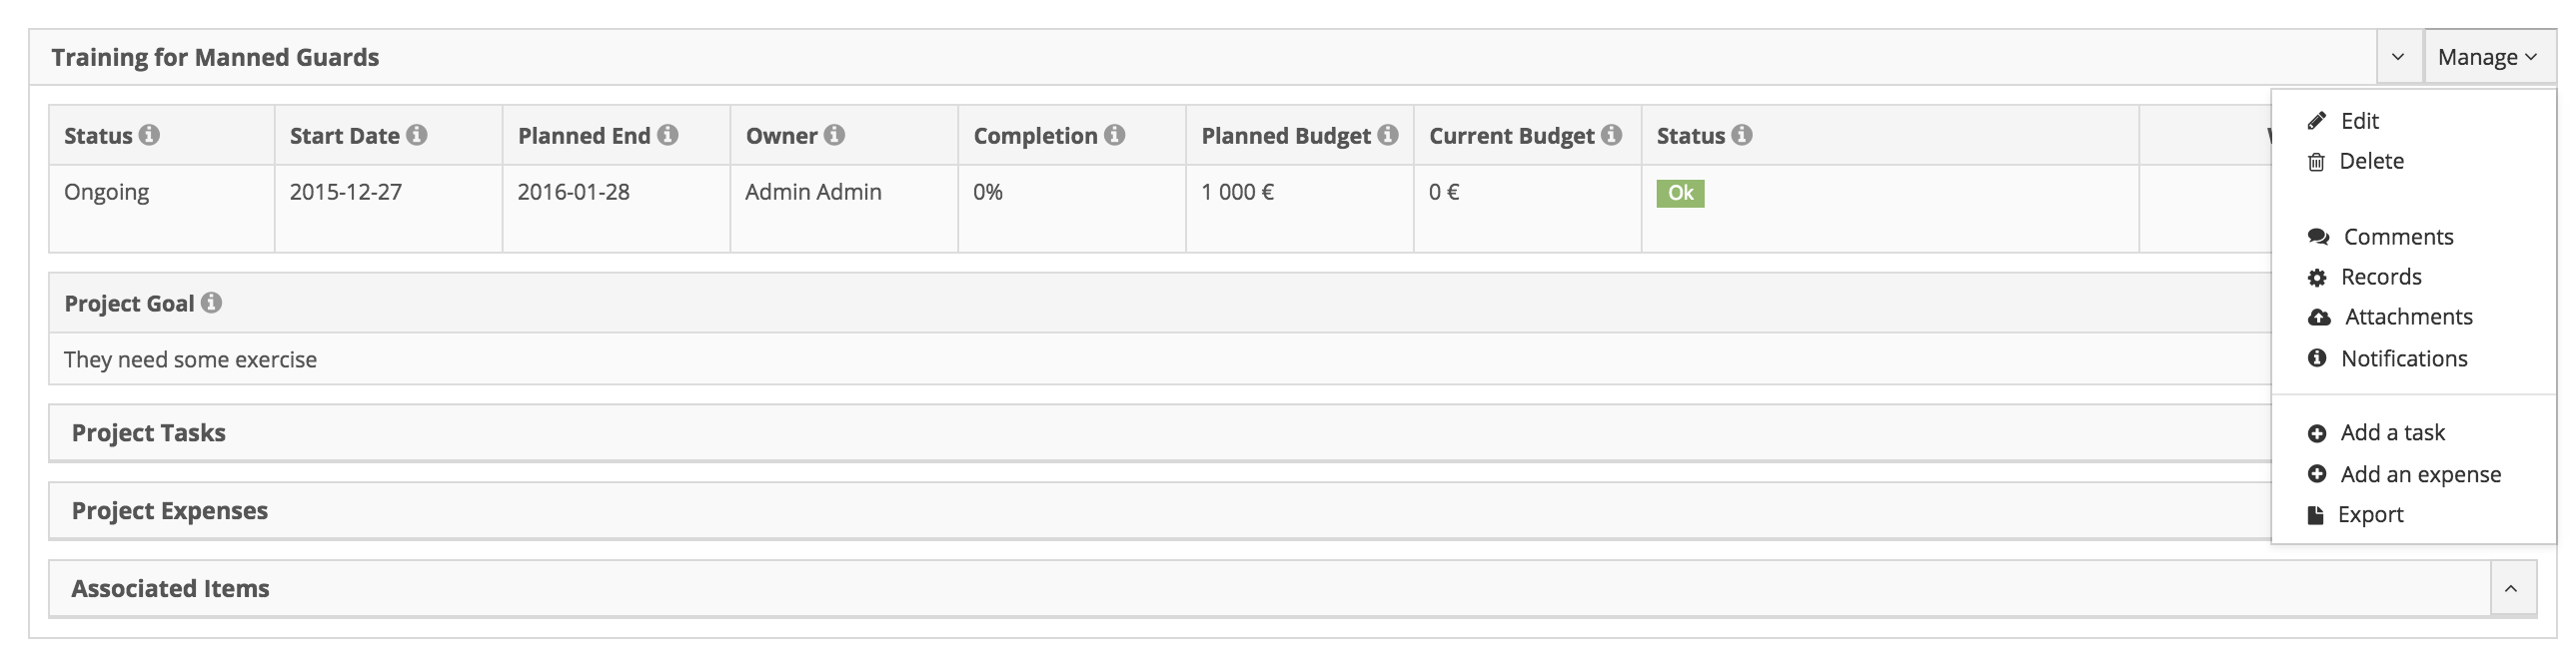 Training for Manned Guards
Manage
Status Start Date Planned End Owner Completion Planned Budget Current Budget Status
Ongoing 2015-12-27 2016-01-28 Admin Admin 0% 1 000 € 0 € Ok
Project Goal
They need some exercise
Project Tasks
Project Expenses
Associated Items
Edit
Delete
Comments
Records
Attachments
Notifications
Add a task
Add an expense
Export